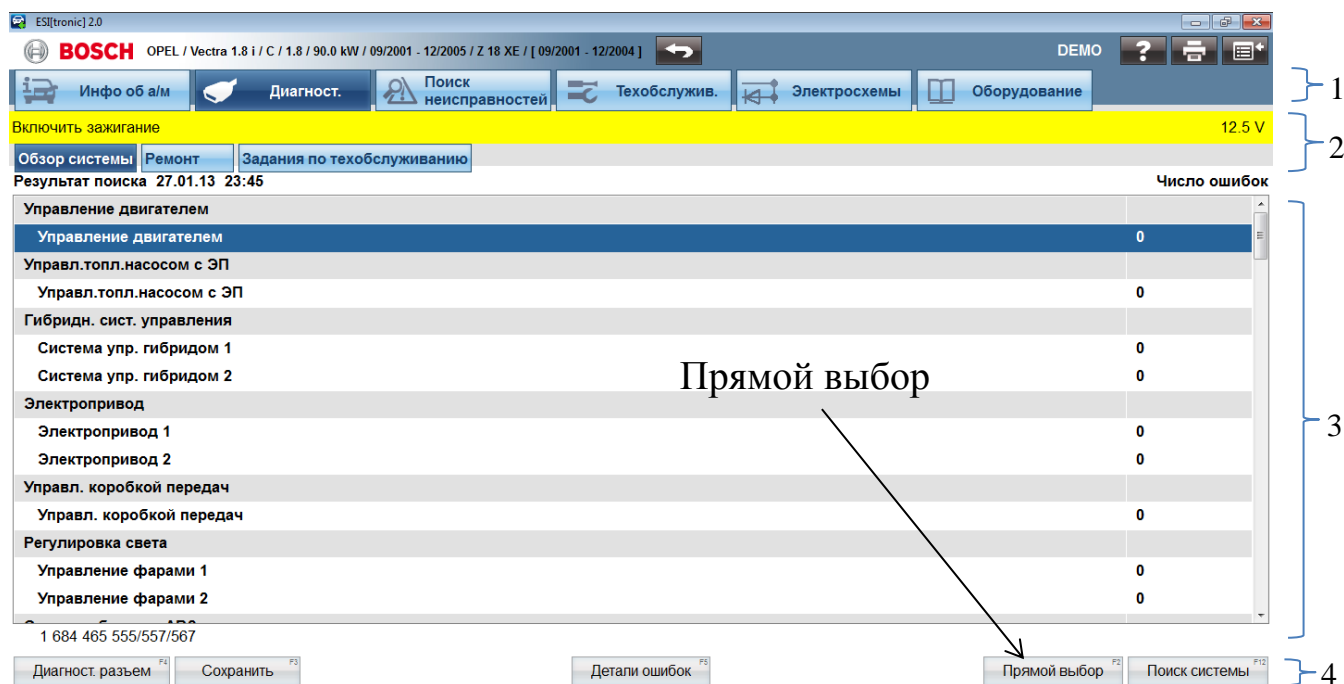 ESI[tronic] 2.0
BOSCH OPEL / Vectra 1.8 i / C / 1.8 / 90.0 kW / 09/2001 - 12/2005 / Z 18 XE / [ 09/2001 - 12/2004 ] DEMO ?
Инфо об а/м Диагност. Поиск неисправностей Техобслужив. Электросхемы Оборудование 1
Включить зажигание 12.5 V
2
Обзор системы Ремонт Задания по техобслуживанию
Результат поиска 27.01.13 23:45 Число ошибок
Управление двигателем
Управление двигателем 0
Управл.топл.насосом с ЭП
Управл.топл.насосом с ЭП 0
Гибридн. сист. управления
Система упр. гибридом 1 0
Система упр. гибридом 2 0
Прямой выбор
Электропривод
Электропривод 1 0
3
Электропривод 2 0
Управл. коробкой передач
Управл. коробкой передач 0
Регулировка света
Управление фарами 1 0
Управление фарами 2 0
1 684 465 555/557/567
Диагност. разъем F4 Сохранить F3 Детали ошибок F5 Прямой выбор F2 Поиск системы F12 4